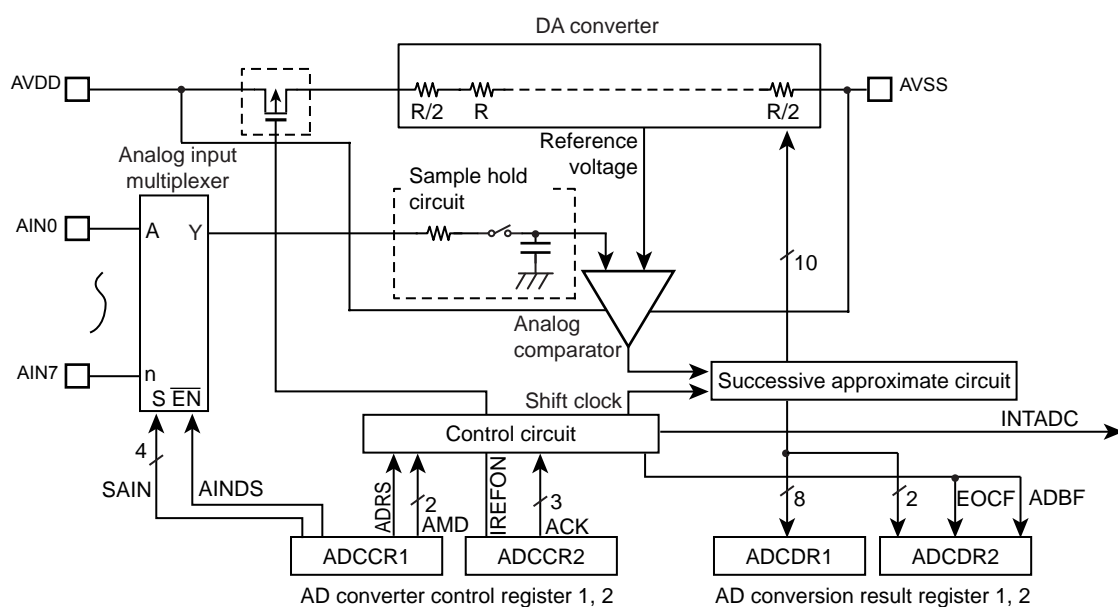 DA converter
AVDD
AVSS
R/2
R
R/2
Analog input
multiplexer
Reference
voltage
Sample hold
circuit
AIN0
A
Y
10
Analog
comparator
AIN7
n
S
EN
Successive approximate circuit
Shift clock
Control circuit
INTADC
4
SAIN
AINDS
ADRS
2
AMD
IREFON
3
ACK
8
2
EOCF
ADBF
ADCCR1
ADCCR2
ADCDR1
ADCDR2
AD converter control register 1, 2
AD conversion result register 1, 2